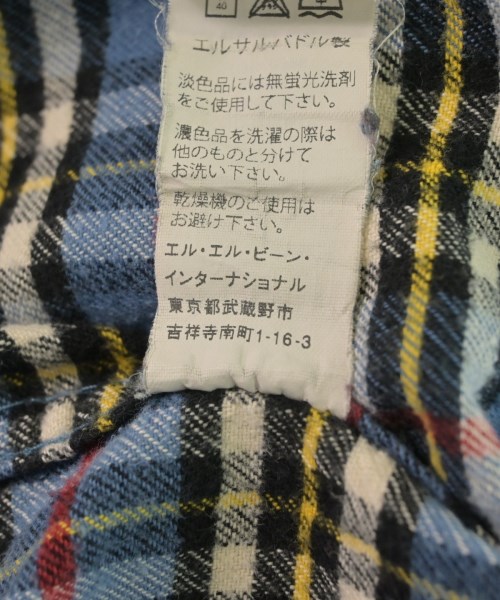 40
エルサルバドル製
淡色品には無蛍光洗剤
をご使用して下さい。
濃色品を洗濯の際は
他のものと分けて
お洗い下さい。
乾燥機のご使用は
お避け下さい。
エル・エル・ビーン・
インターナショナル
東京都武蔵野市
吉祥寺南町1-16-3